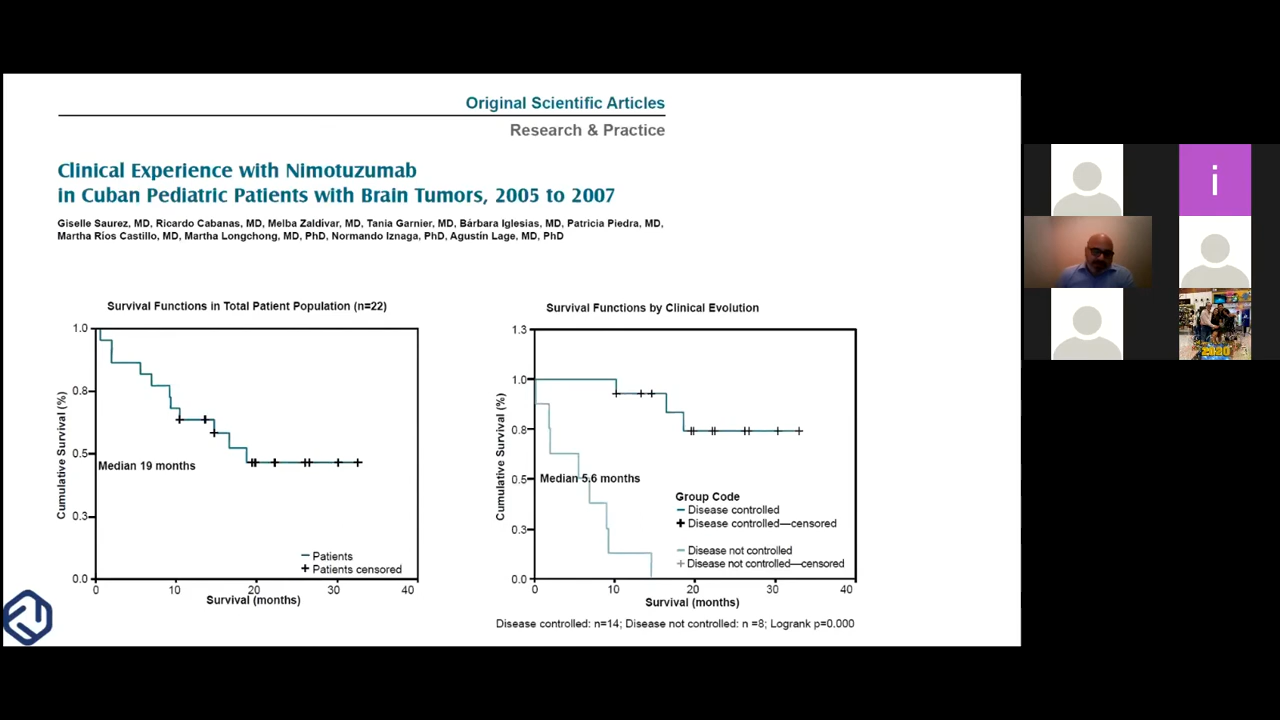 Original Scientific Articles
Research & Practice
Clinical Experience with Nimotuzumab
in Cuban Pediatric Patients with Brain Tumors, 2005 to 2007
Giselle Saurez, MD, Ricardo Cabanas, MD, Melba Zaldívar, MD, Tania Garnier, MD, Bárbara Iglesias, MD, Patricia Piedra, MD,
Martha Ríos Castillo, MD, Martha Longchong, MD, PhD, Normando Iznaga, PhD, Agustín Lage, MD, PhD
Survival Functions in Total Patient Population (n=22)
Cumulative Survival (%)
1.0
0.8
0.5
0.3
0.0
Median 19 months
Patients
Patients censored
0 10 20 30 40
Survival (months)
Survival Functions by Clinical Evolution
Cumulative Survival (%)
1.3
1.0
0.8
0.5
0.3
0.0
Median 5.6 months
Group Code
Disease controlled
Disease controlled—censored
Disease not controlled
Disease not controlled—censored
0 10 20 30 40
Survival (months)
Disease controlled: n=14; Disease not controlled: n =8; Logrank p=0.000
i
2020